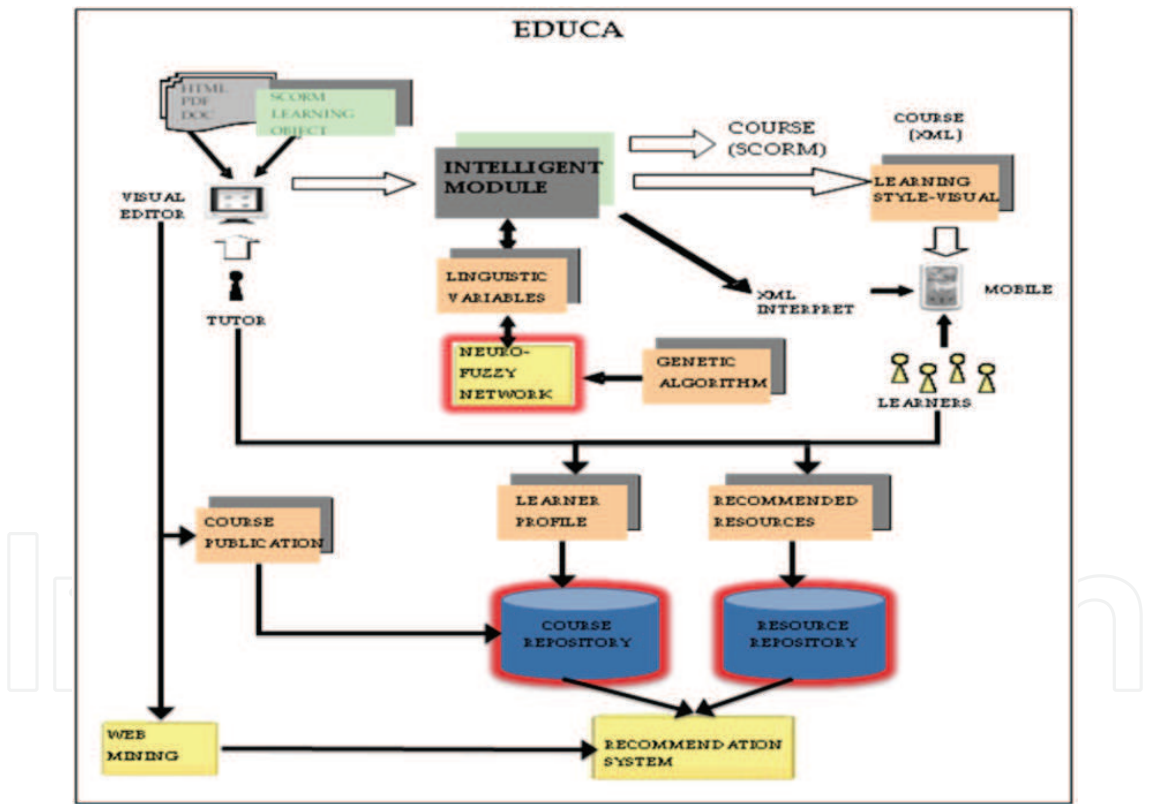 EDUCA
HTML
PDF
DOC
SCORM
LEARNING
OBJECT
VISUAL
EDITOR
TUTOR
INTELLIGENT
MODULE
COURSE
(SCORM)
COURSE
(XML)
LEARNING
STYLE-VISUAL
LINGUISTIC
VARIABLES
XML
INTERPRET
MOBILE
NEURO-
FUZZY
NETWORK
GENETIC
ALGORITHM
LEARNERS
COURSE
PUBLICATION
LEARNER
PROFILE
RECOMMENDED
RESOURCES
COURSE
REPOSITORY
RESOURCE
REPOSITORY
WEB
MINING
RECOMMENDATION
SYSTEM